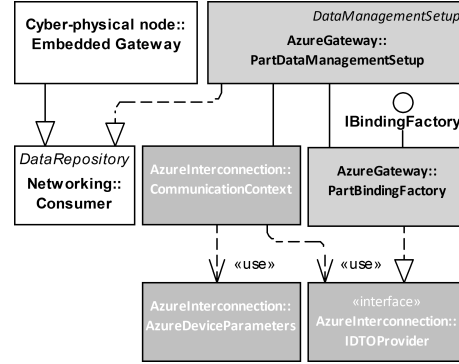 Cyber-physical node::
Embedded Gateway
DataManagementSetup
AzureGateway::
PartDataManagementSetup
IBindingFactory
DataRepository
Networking::
Consumer
AzureInterconnection::
CommunicationContext
AzureGateway::
PartBindingFactory
«use»
«use»
AzureInterconnection::
AzureDeviceParameters
«interface»
AzureInterconnection::
IDTOProvider